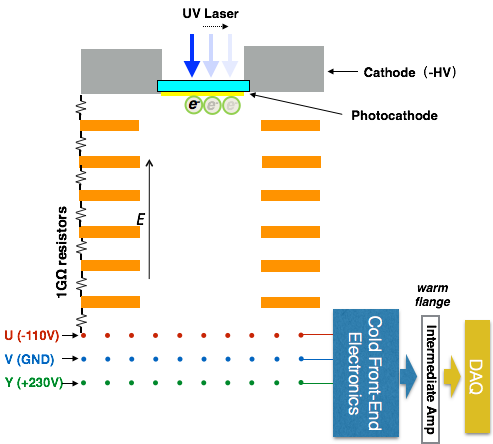 UV Laser
Cathode (-HV)
Photocathode
e- e- e-
E
1GΩ resistors
U (-110V)
V (GND)
Y (+230V)
Cold Front-End
Electronics
warm
flange
Intermediate Amp
DAQ